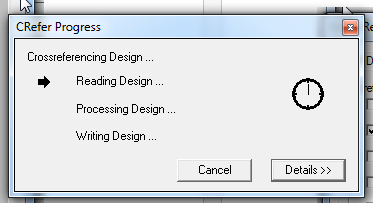 CRefer Progress
Crossreferencing Design ...
Reading Design ...
Processing Design ...
Writing Design ...
Cancel
Details >>